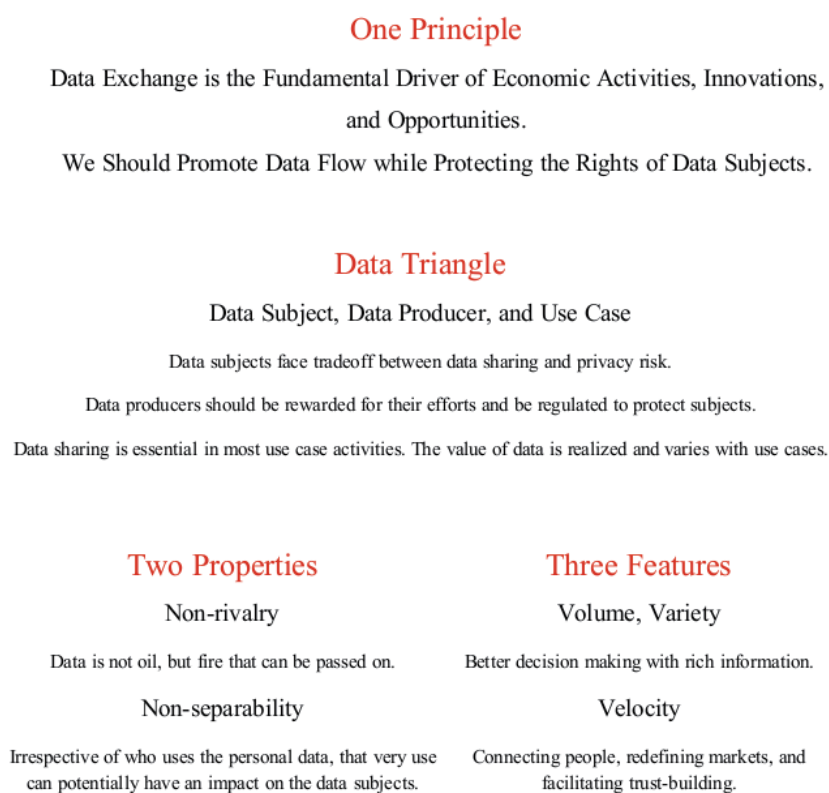 One Principle
Data Exchange is the Fundamental Driver of Economic Activities, Innovations,
and Opportunities.
We Should Promote Data Flow while Protecting the Rights of Data Subjects.
Data Triangle
Data Subject, Data Producer, and Use Case
Data subjects face tradeoff between data sharing and privacy risk.
Data producers should be rewarded for their efforts and be regulated to protect subjects.
Data sharing is essential in most use case activities. The value of data is realized and varies with use cases.
Two Properties
Non-rivalry
Data is not oil, but fire that can be passed on.
Non-separability
Irrespective of who uses the personal data, that very use
can potentially have an impact on the data subjects.
Three Features
Volume, Variety
Better decision making with rich information.
Velocity
Connecting people, redefining markets, and
facilitating trust-building.